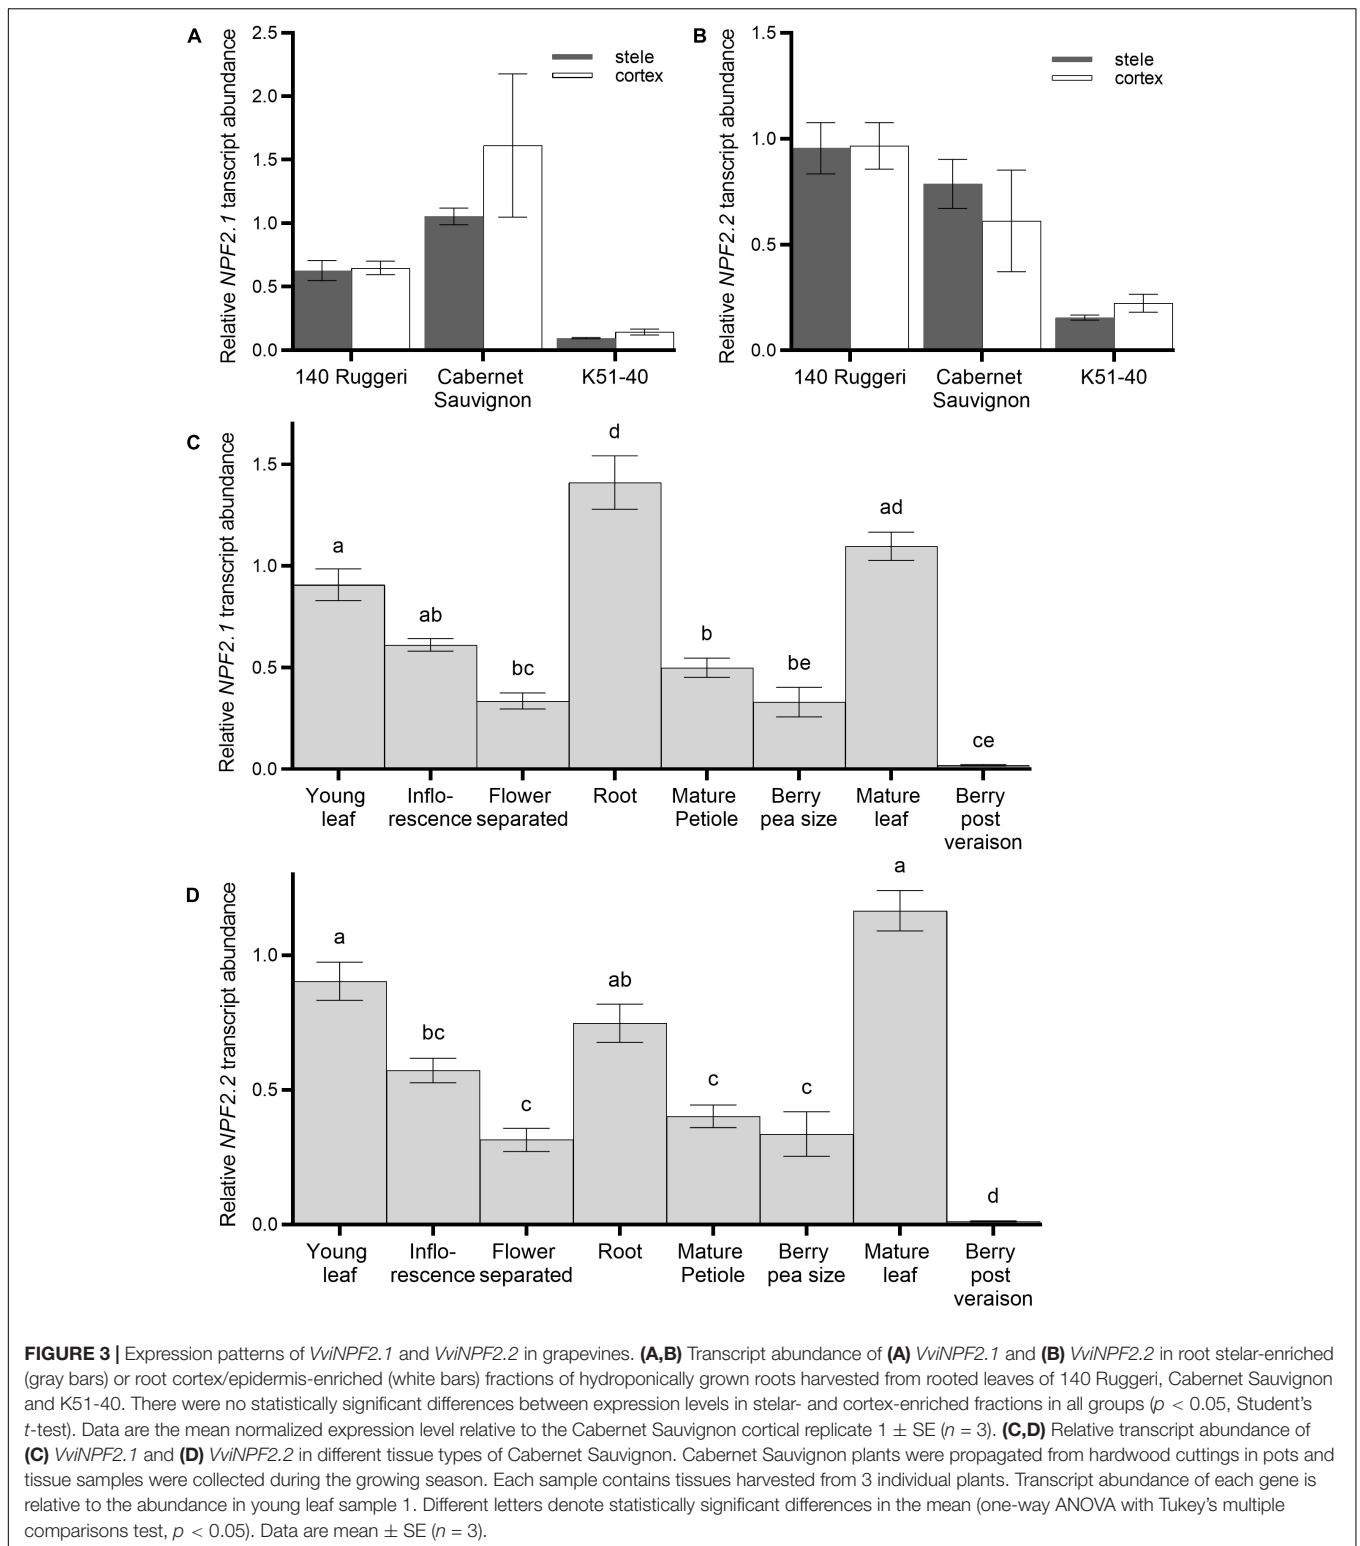 A
Relative NPF2.1 tanscript abundance
2.5
2.0
1.5
1.0
0.5
0.0
stele
cortex
140 Ruggeri
Cabernet
Sauvignon
K51-40
B
Relative NPF2.2 tanscript abundance
1.5
1.0
0.5
0.0
stele
cortex
140 Ruggeri
Cabernet
Sauvignon
K51-40
C
Relative NPF2.1 transcript abundance
1.5
1.0
0.5
0.0
a
ab
bc
d
b
be
ad
ce
Young
leaf
Inflo-
rescence
Flower
separated
Root
Mature
Petiole
Berry
pea size
Mature
leaf
Berry
post
veraison
D
Relative NPF2.2 transcript abundance
1.0
0.5
0.0
a
bc
c
ab
c
c
a
d
Young
leaf
Inflo-
rescence
Flower
separated
Root
Mature
Petiole
Berry
pea size
Mature
leaf
Berry
post
veraison
FIGURE 3 | Expression patterns of VviNPF2.1 and VviNPF2.2 in grapevines. (A,B) Transcript abundance of (A) VviNPF2.1 and (B) VviNPF2.2 in root stelar-enriched
(gray bars) or root cortex/epidermis-enriched (white bars) fractions of hydroponically grown roots harvested from rooted leaves of 140 Ruggeri, Cabernet Sauvignon
and K51-40. There were no statistically significant differences between expression levels in stelar- and cortex-enriched fractions in all groups (p < 0.05, Student's
t-test). Data are the mean normalized expression level relative to the Cabernet Sauvignon cortical replicate 1 ± SE (n = 3). (C,D) Relative transcript abundance of
(C) VviNPF2.1 and (D) VviNPF2.2 in different tissue types of Cabernet Sauvignon. Cabernet Sauvignon plants were propagated from hardwood cuttings in pots and
tissue samples were collected during the growing season. Each sample contains tissues harvested from 3 individual plants. Transcript abundance of each gene is
relative to the abundance in young leaf sample 1. Different letters denote statistically significant differences in the mean (one-way ANOVA with Tukey's multiple
comparisons test, p < 0.05). Data are mean ± SE (n = 3).